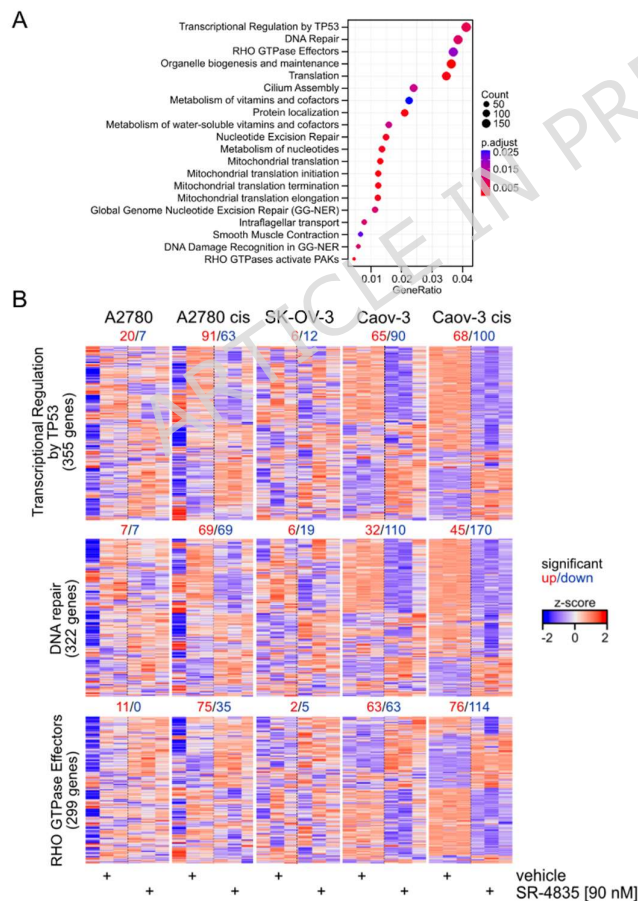 A
Transcriptional Regulation by TP53
DNA Repair
RHO GTPase Effectors
Organelle biogenesis and maintenance
Translation
Cilium Assembly
Metabolism of vitamins and cofactors
Protein localization
Metabolism of water-soluble vitamins and cofactors
Nucleotide Excision Repair
Metabolism of nucleotides
Mitochondrial translation
Mitochondrial translation initiation
Mitochondrial translation termination
Mitochondrial translation elongation
Global Genome Nucleotide Excision Repair (GG-NER)
Intraflagellar transport
Smooth Muscle Contraction
DNA Damage Recognition in GG-NER
RHO GTPases activate PAKs
0.01 0.02 0.03 0.04
GeneRatio
Count
50
100
150
p.adjust
0.025
0.015
0.005
ARTICLE IN PRE
B
A2780 A2780 cis SK-OV-3 Caov-3 Caov-3 cis
20/7 91/63 6/12 65/90 68/100
Transcriptional Regulation
by TP53
(355 genes)
7/7 69/69 6/19 32/110 45/170
DNA repair
(322 genes)
11/0 75/35 2/5 63/63 76/114
RHO GTPase Effectors
(299 genes)
significant
up/down
z-score
-2 0 2
+ + + + + vehicle
+ + + + + SR-4835 [90 nM]